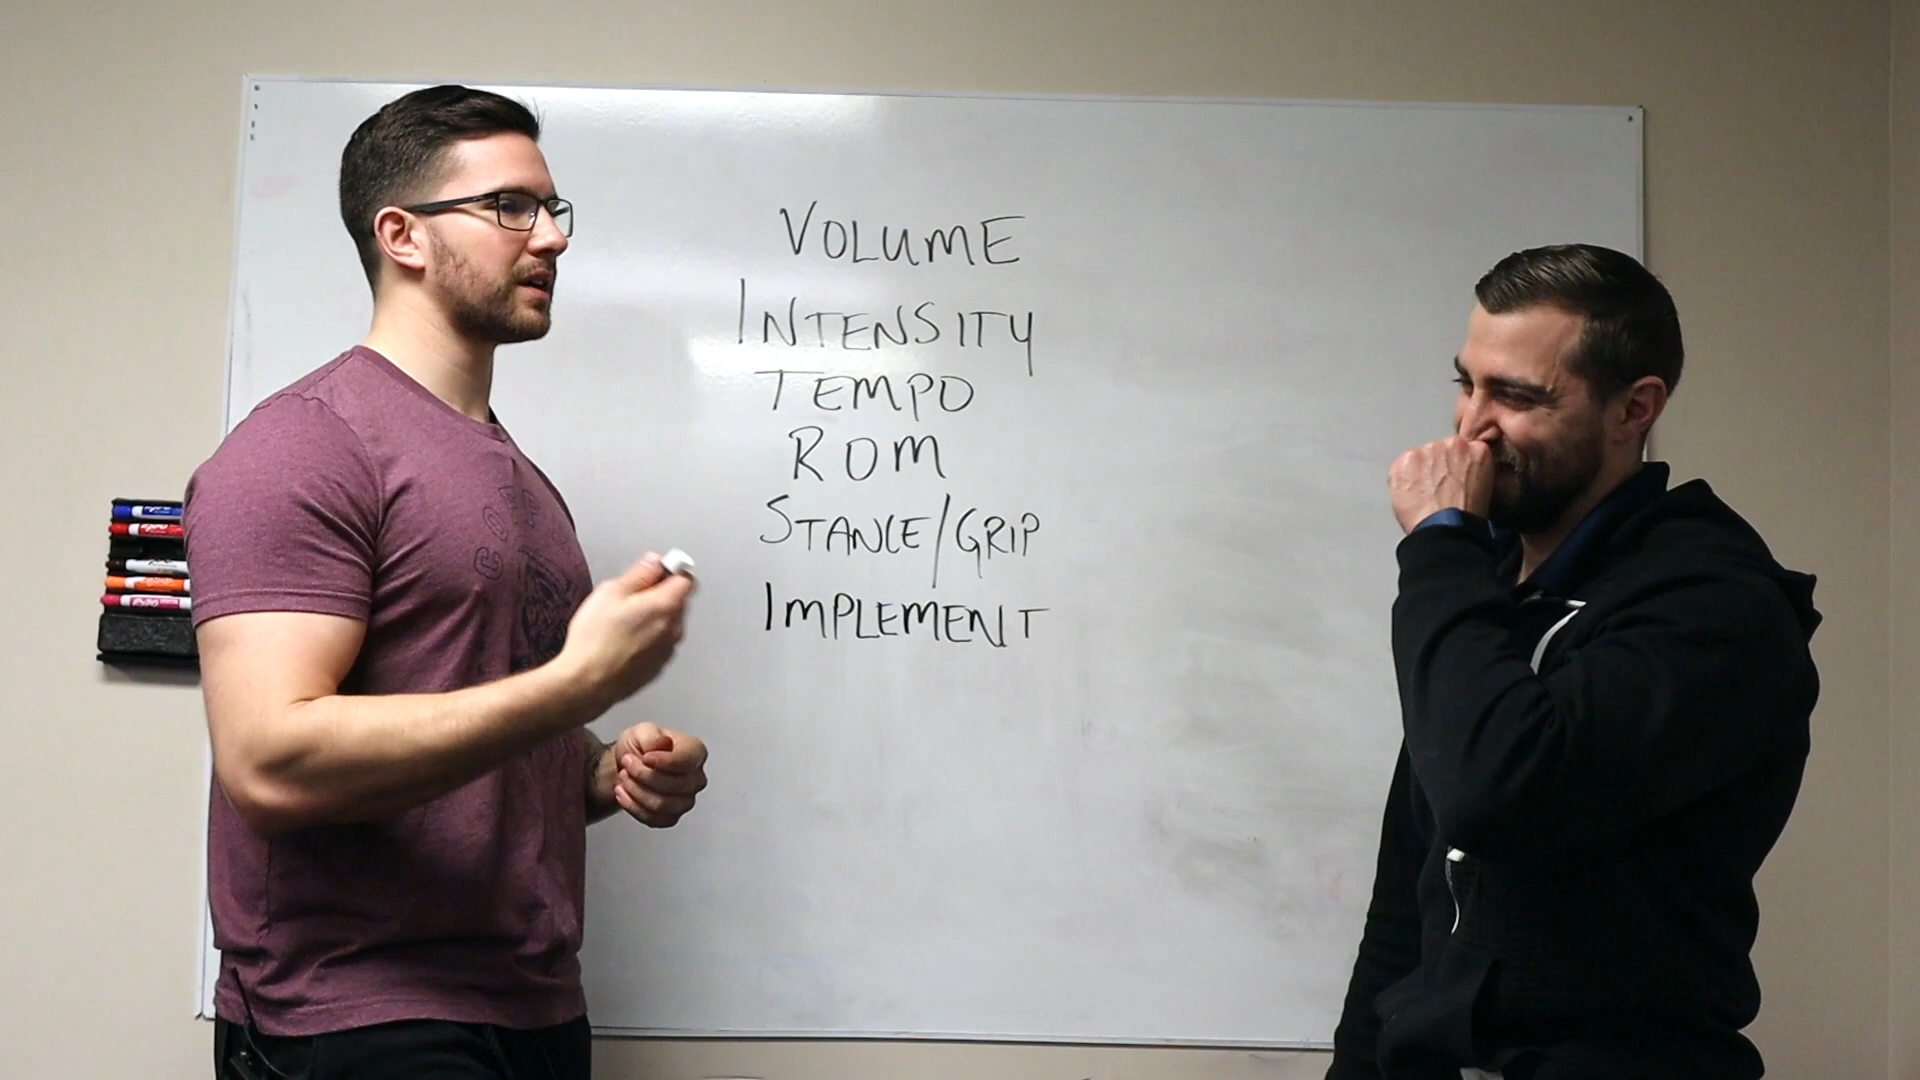 VOLUME
INTENSITY
TEMPO
ROM
STANCE/GRIP
IMPLEMENT